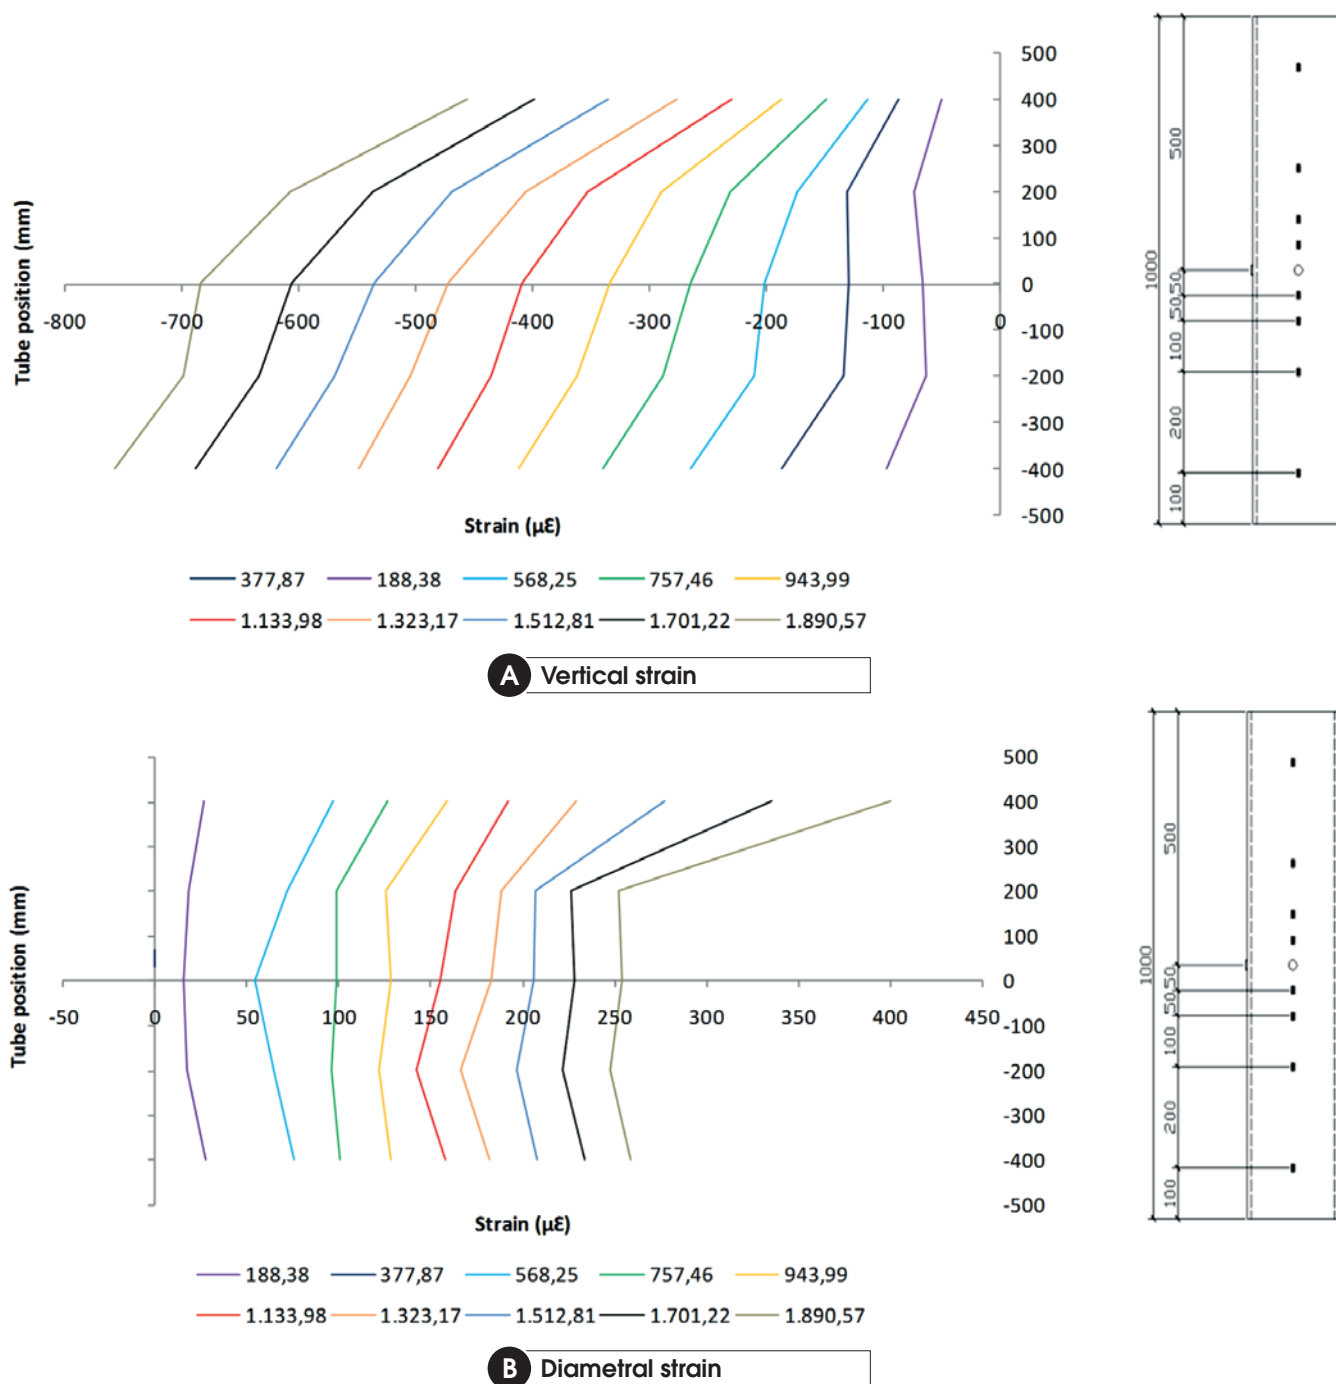 500
400
300
200
100
0
-100
-200
-300
-400
-500
Tube position (mm)
-800 -700 -600 -500 -400 -300 -200 -100 0
Strain (με)
377,87 188,38 568,25 757,46 943,99
1.133,98 1.323,17 1.512,81 1.701,22 1.890,57
1000
500
50 50
100
200
100
A Vertical strain
500
400
300
200
100
0
-100
-200
-300
-400
-500
Tube position (mm)
-50 0 50 100 150 200 250 300 350 400 450
Strain (με)
188,38 377,87 568,25 757,46 943,99
1.133,98 1.323,17 1.512,81 1.701,22 1.890,57
1000
500
50 50
100
200
100
B Diametral strain